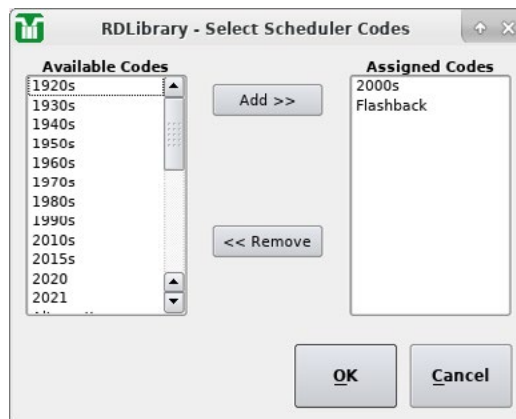 RDLibrary - Select Scheduler Codes
Available Codes
1920s
1930s
1940s
1950s
1960s
1970s
1980s
1990s
2010s
2015s
2020
2021
Add >>
<< Remove
Assigned Codes
2000s
Flashback
OK
Cancel